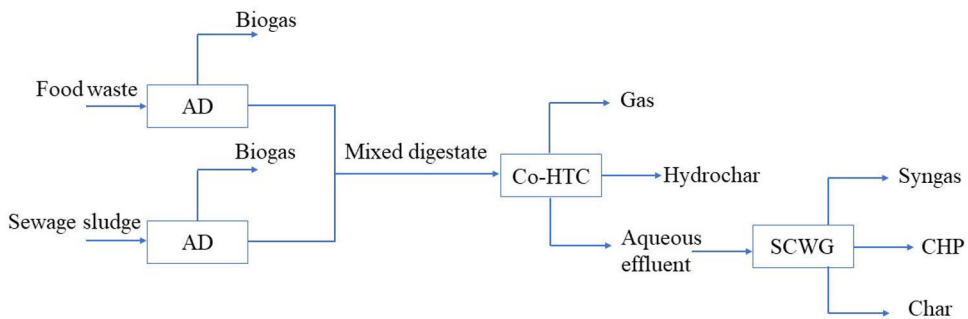 Biogas
Food waste
AD
Gas
Biogas
Mixed digestate
Co-HTC
Hydrochar
Syngas
Sewage sludge
AD
Aqueous
effluent
SCWG
CHP
Char